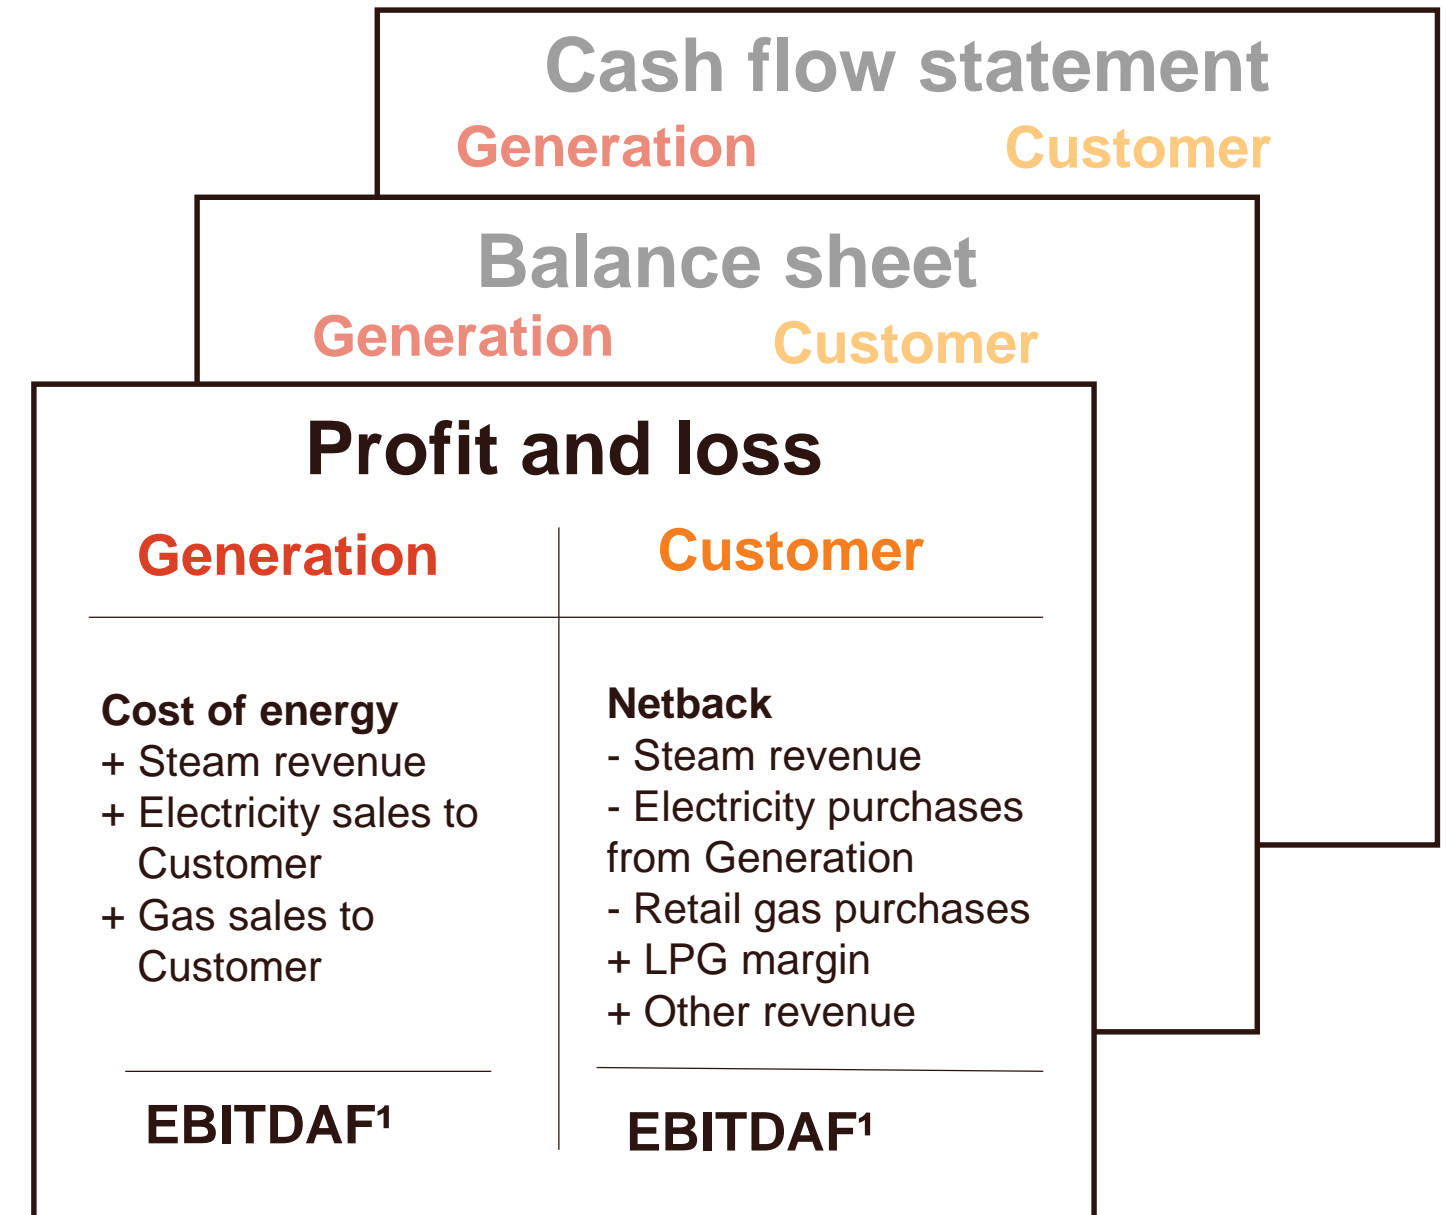 Cash flow statement
Generation Customer
Balance sheet
Generation Customer
Profit and loss
Generation
Cost of energy
+ Steam revenue
+ Electricity sales to
Customer
+ Gas sales to
Customer
EBITDAF¹
Customer
Netback
- Steam revenue
- Electricity purchases
from Generation
- Retail gas purchases
+ LPG margin
+ Other revenue
EBITDAF¹